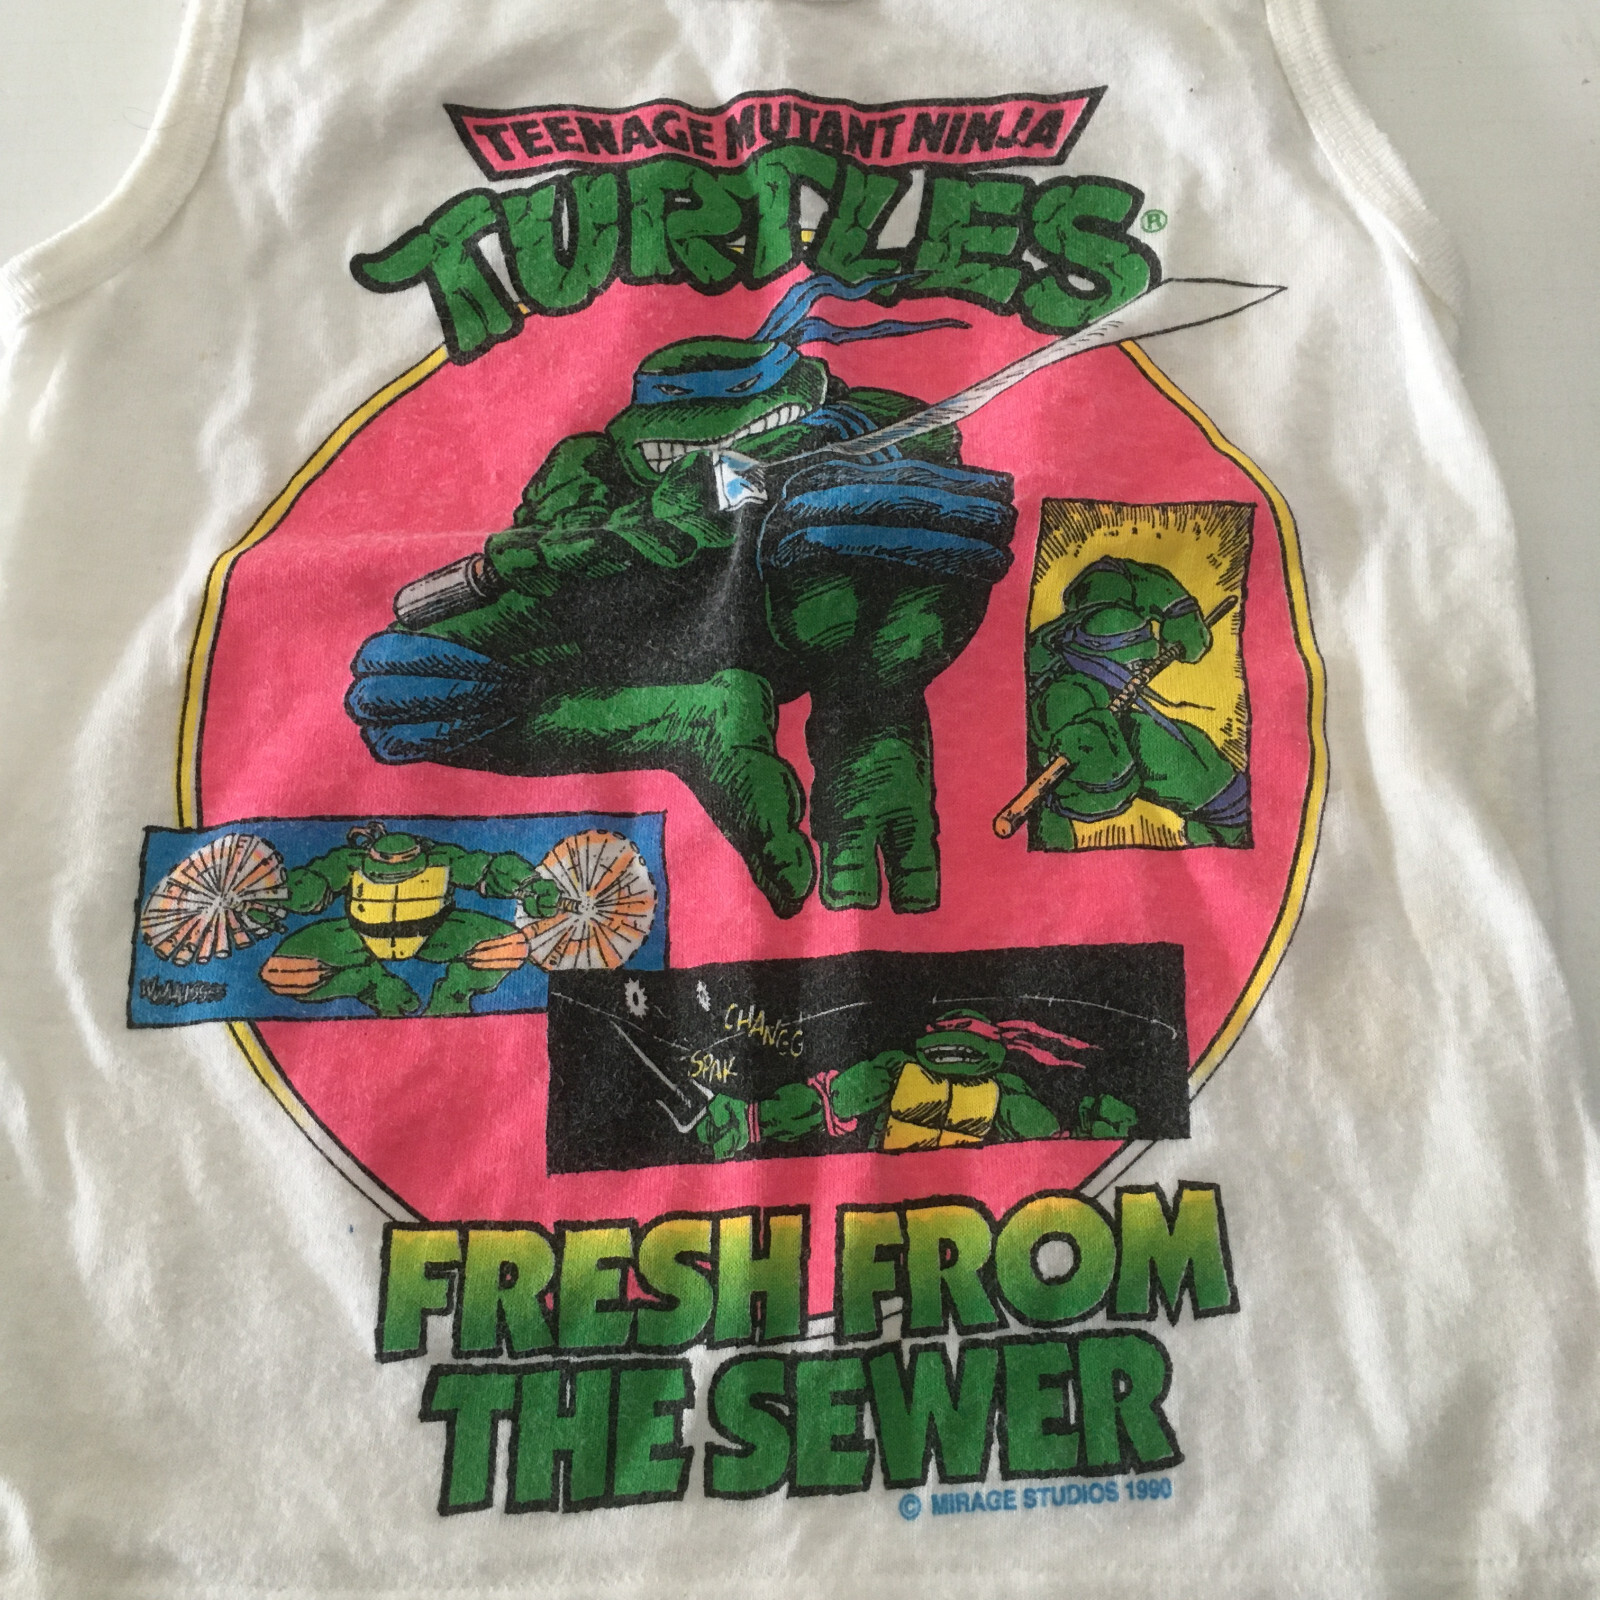 TEENAGE MUTANT NINJA
TURTLES®
CHANGG
SPAK
FRESH FROM
THE SEWER
© MIRAGE STUDIOS 1990